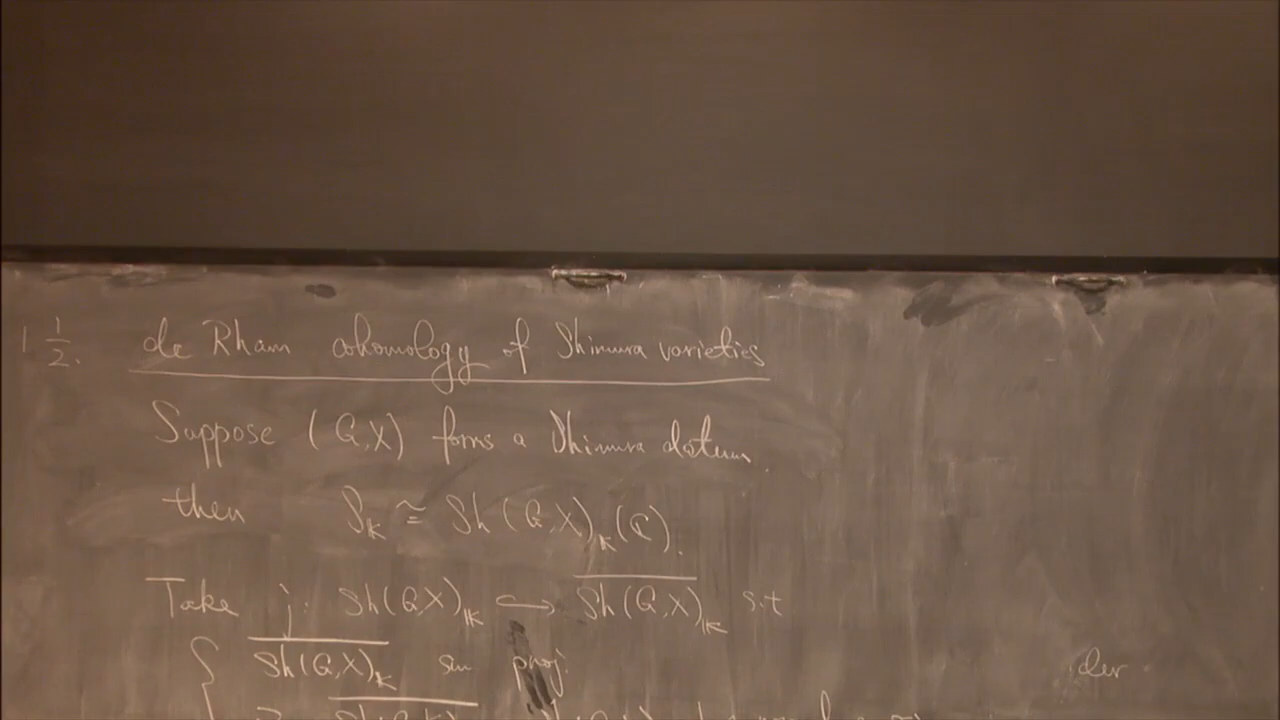 1 1/2. de Rham cohomology of Shimura varieties
Suppose (G,X) forms a Shimura datum.
then S_K ≅ Sh(G,X)_K(ℂ).
Take j: Sh(G,X)_K ↪ \overline{Sh(G,X)}_K s.t
{ \overline{Sh(G,X)}_K sm proj.
der